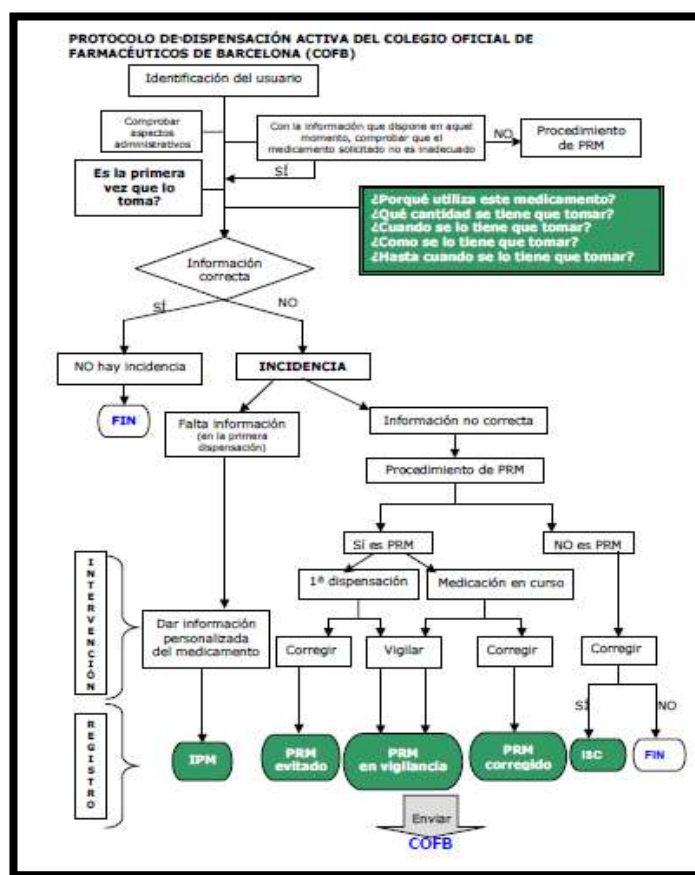 PROTOCOLO DE DISPENSACIÓN ACTIVA DEL COLEGIO OFICIAL DE
FARMACÉUTICOS DE BARCELONA (COFB)
Identificación del usuario
Comprobar
aspectos
administrativos
Con la información que dispone en aquel
momento, comprobar que el
medicamento solicitado no es inadecuado
NO
Procedimiento
de PRM
SÍ
Es la primera
vez que lo
toma?
¿Porqué utiliza este medicamento?
¿Qué cantidad se tiene que tomar?
¿Cuando se lo tiene que tomar?
¿Como se lo tiene que tomar?
¿Hasta cuando se lo tiene que tomar?
Información
correcta
SÍ
NO
NO hay incidencia
INCIDENCIA
FIN
Falta información
(en la primera
dispensación)
Información no correcta
Procedimiento de PRM
Sí es PRM
NO es PRM
1ª dispensación
Medicación en curso
INTERVENCIÓN
Dar información
personalizada
del medicamento
Corregir
Vigilar
Corregir
Corregir
SÍ
NO
REGISTRO
IPM
PRM
evitado
PRM
en vigilancia
PRM
corregido
ISC
FIN
Enviar
COFB